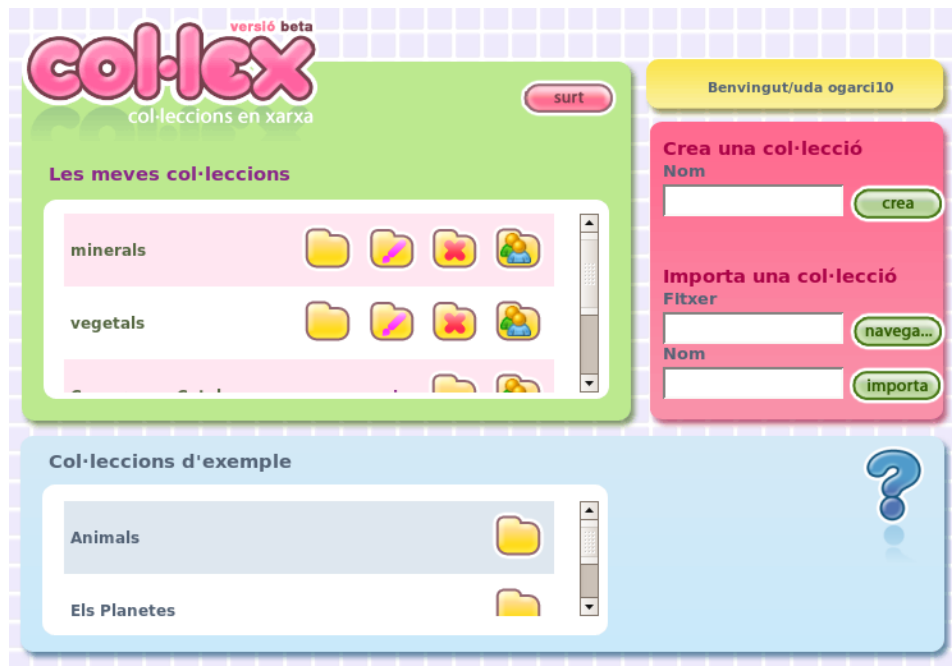 versió beta
col·lex
col·leccions en xarxa
surt
Benvingut/uda ogarci10
Les meves col·leccions
minerals
vegetals
Crea una col·lecció
Nom
crea
Importa una col·lecció
Fitxer
navega...
Nom
importa
Col·leccions d'exemple
Animals
Els Planetes